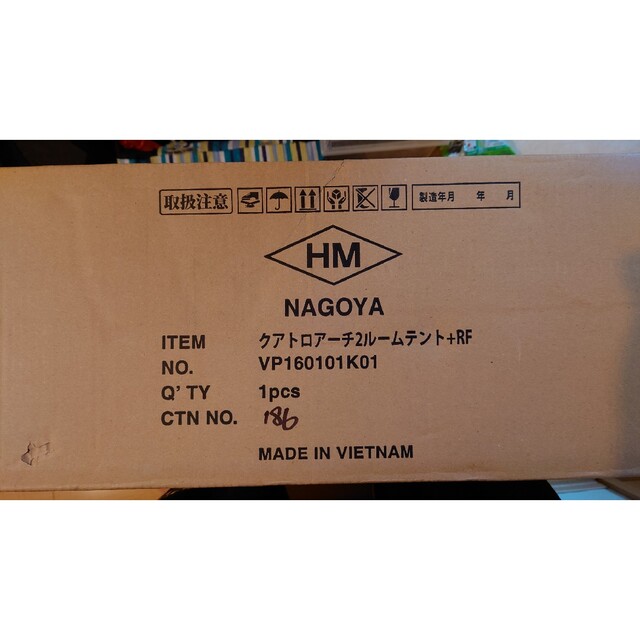 取扱注意 製造年月 年 月
HM
NAGOYA
ITEM クアトロアーチ2ルームテント+RF
NO. VP160101K01
Q'TY 1pcs
CTN NO. 186
MADE IN VIETNAM